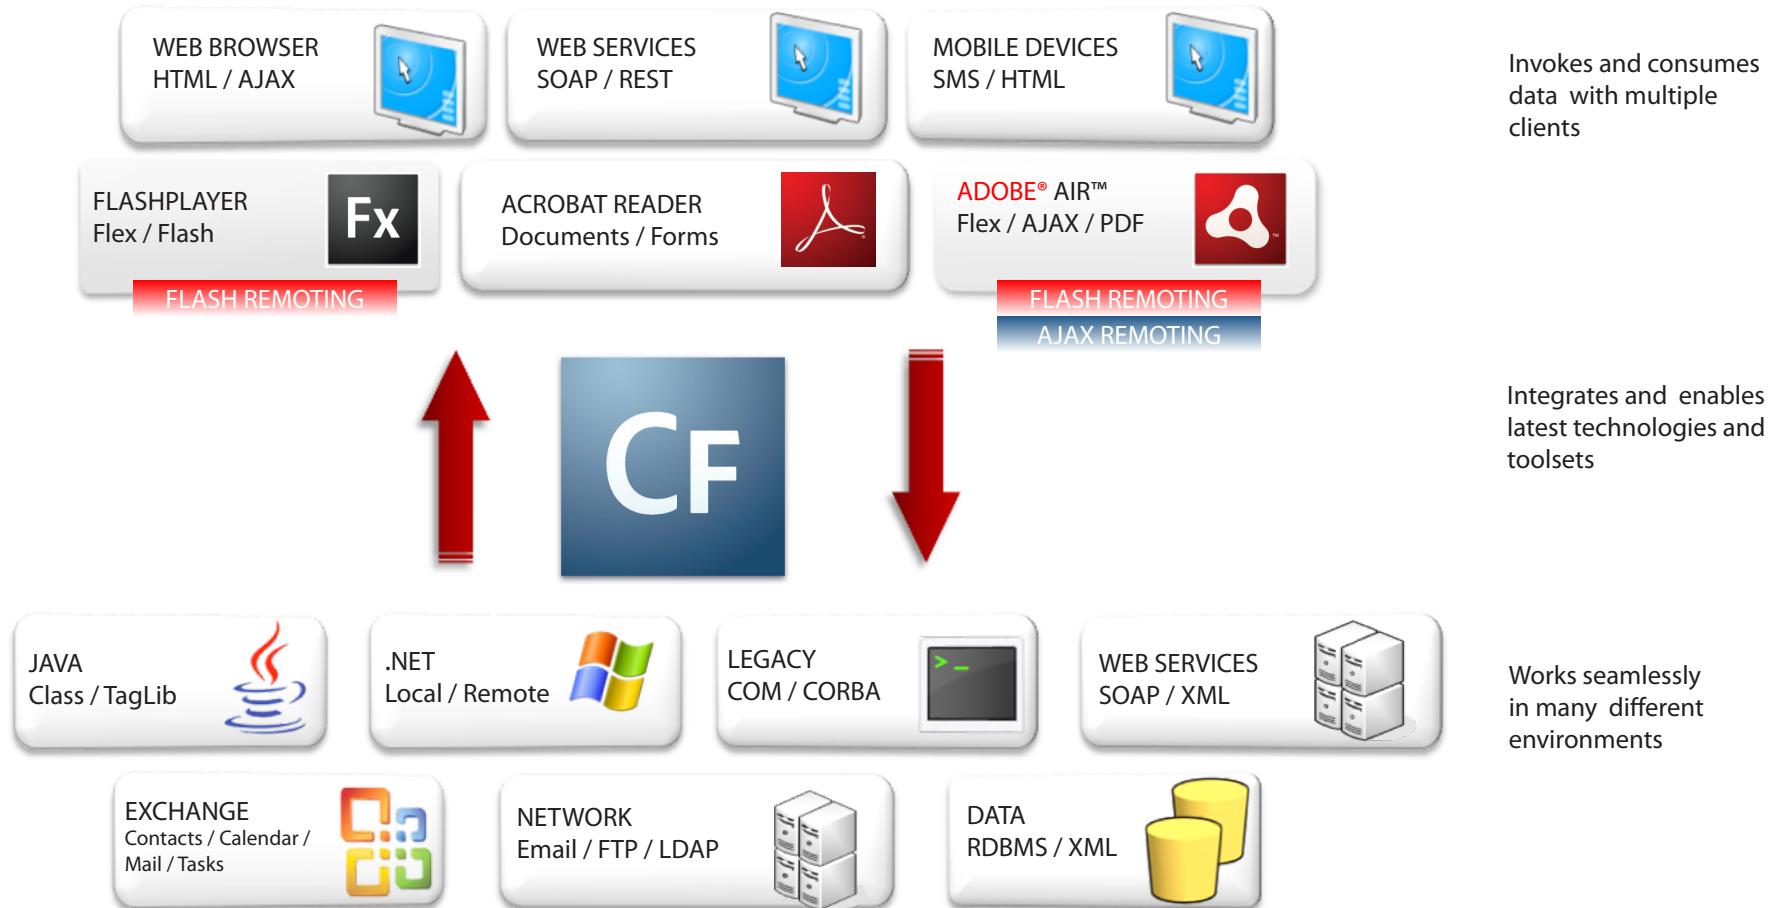 WEB BROWSER
HTML / AJAX
WEB SERVICES
SOAP / REST
MOBILE DEVICES
SMS / HTML
Invokes and consumes
data with multiple
clients
FLASHPLAYER
Flex / Flash
Fx
FLASH REMOTING
ACROBAT READER
Documents / Forms
ADOBE® AIR™
Flex / AJAX / PDF
FLASH REMOTING
AJAX REMOTING
CF
Integrates and enables
latest technologies and
toolsets
JAVA
Class / TagLib
.NET
Local / Remote
LEGACY
COM / CORBA
>_
WEB SERVICES
SOAP / XML
Works seamlessly
in many different
environments
EXCHANGE
Contacts / Calendar /
Mail / Tasks
NETWORK
Email / FTP / LDAP
DATA
RDBMS / XML